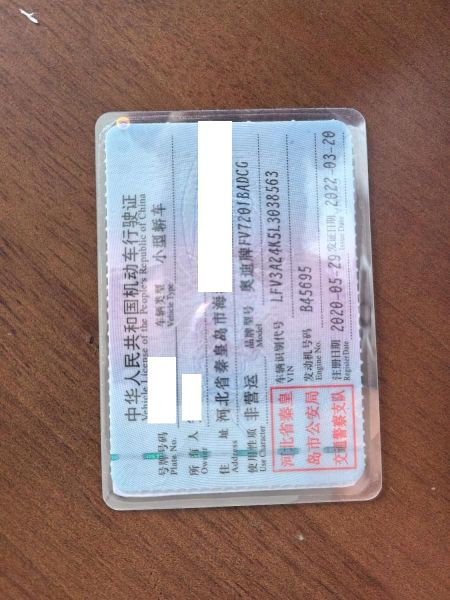 中华人民共和国机动车行驶证
Vehicle License of the People's Republic of China
号牌号码
Plate No.
车辆类型 小型轿车
Vehicle Type
所有人
Owner
住址 河北省秦皇岛市海
Address
使用性质 非营运
Use Character
品牌型号 奥迪牌FV7201BADCG
Model
河北省秦皇
岛市公安局
交通警察支队
车辆识别代号 LFV3A24K5L3038563
VIN
发动机号码 B45695
Engine No.
注册日期 2020-05-29
Register Date
发证日期 2022-03-20
Issue Date